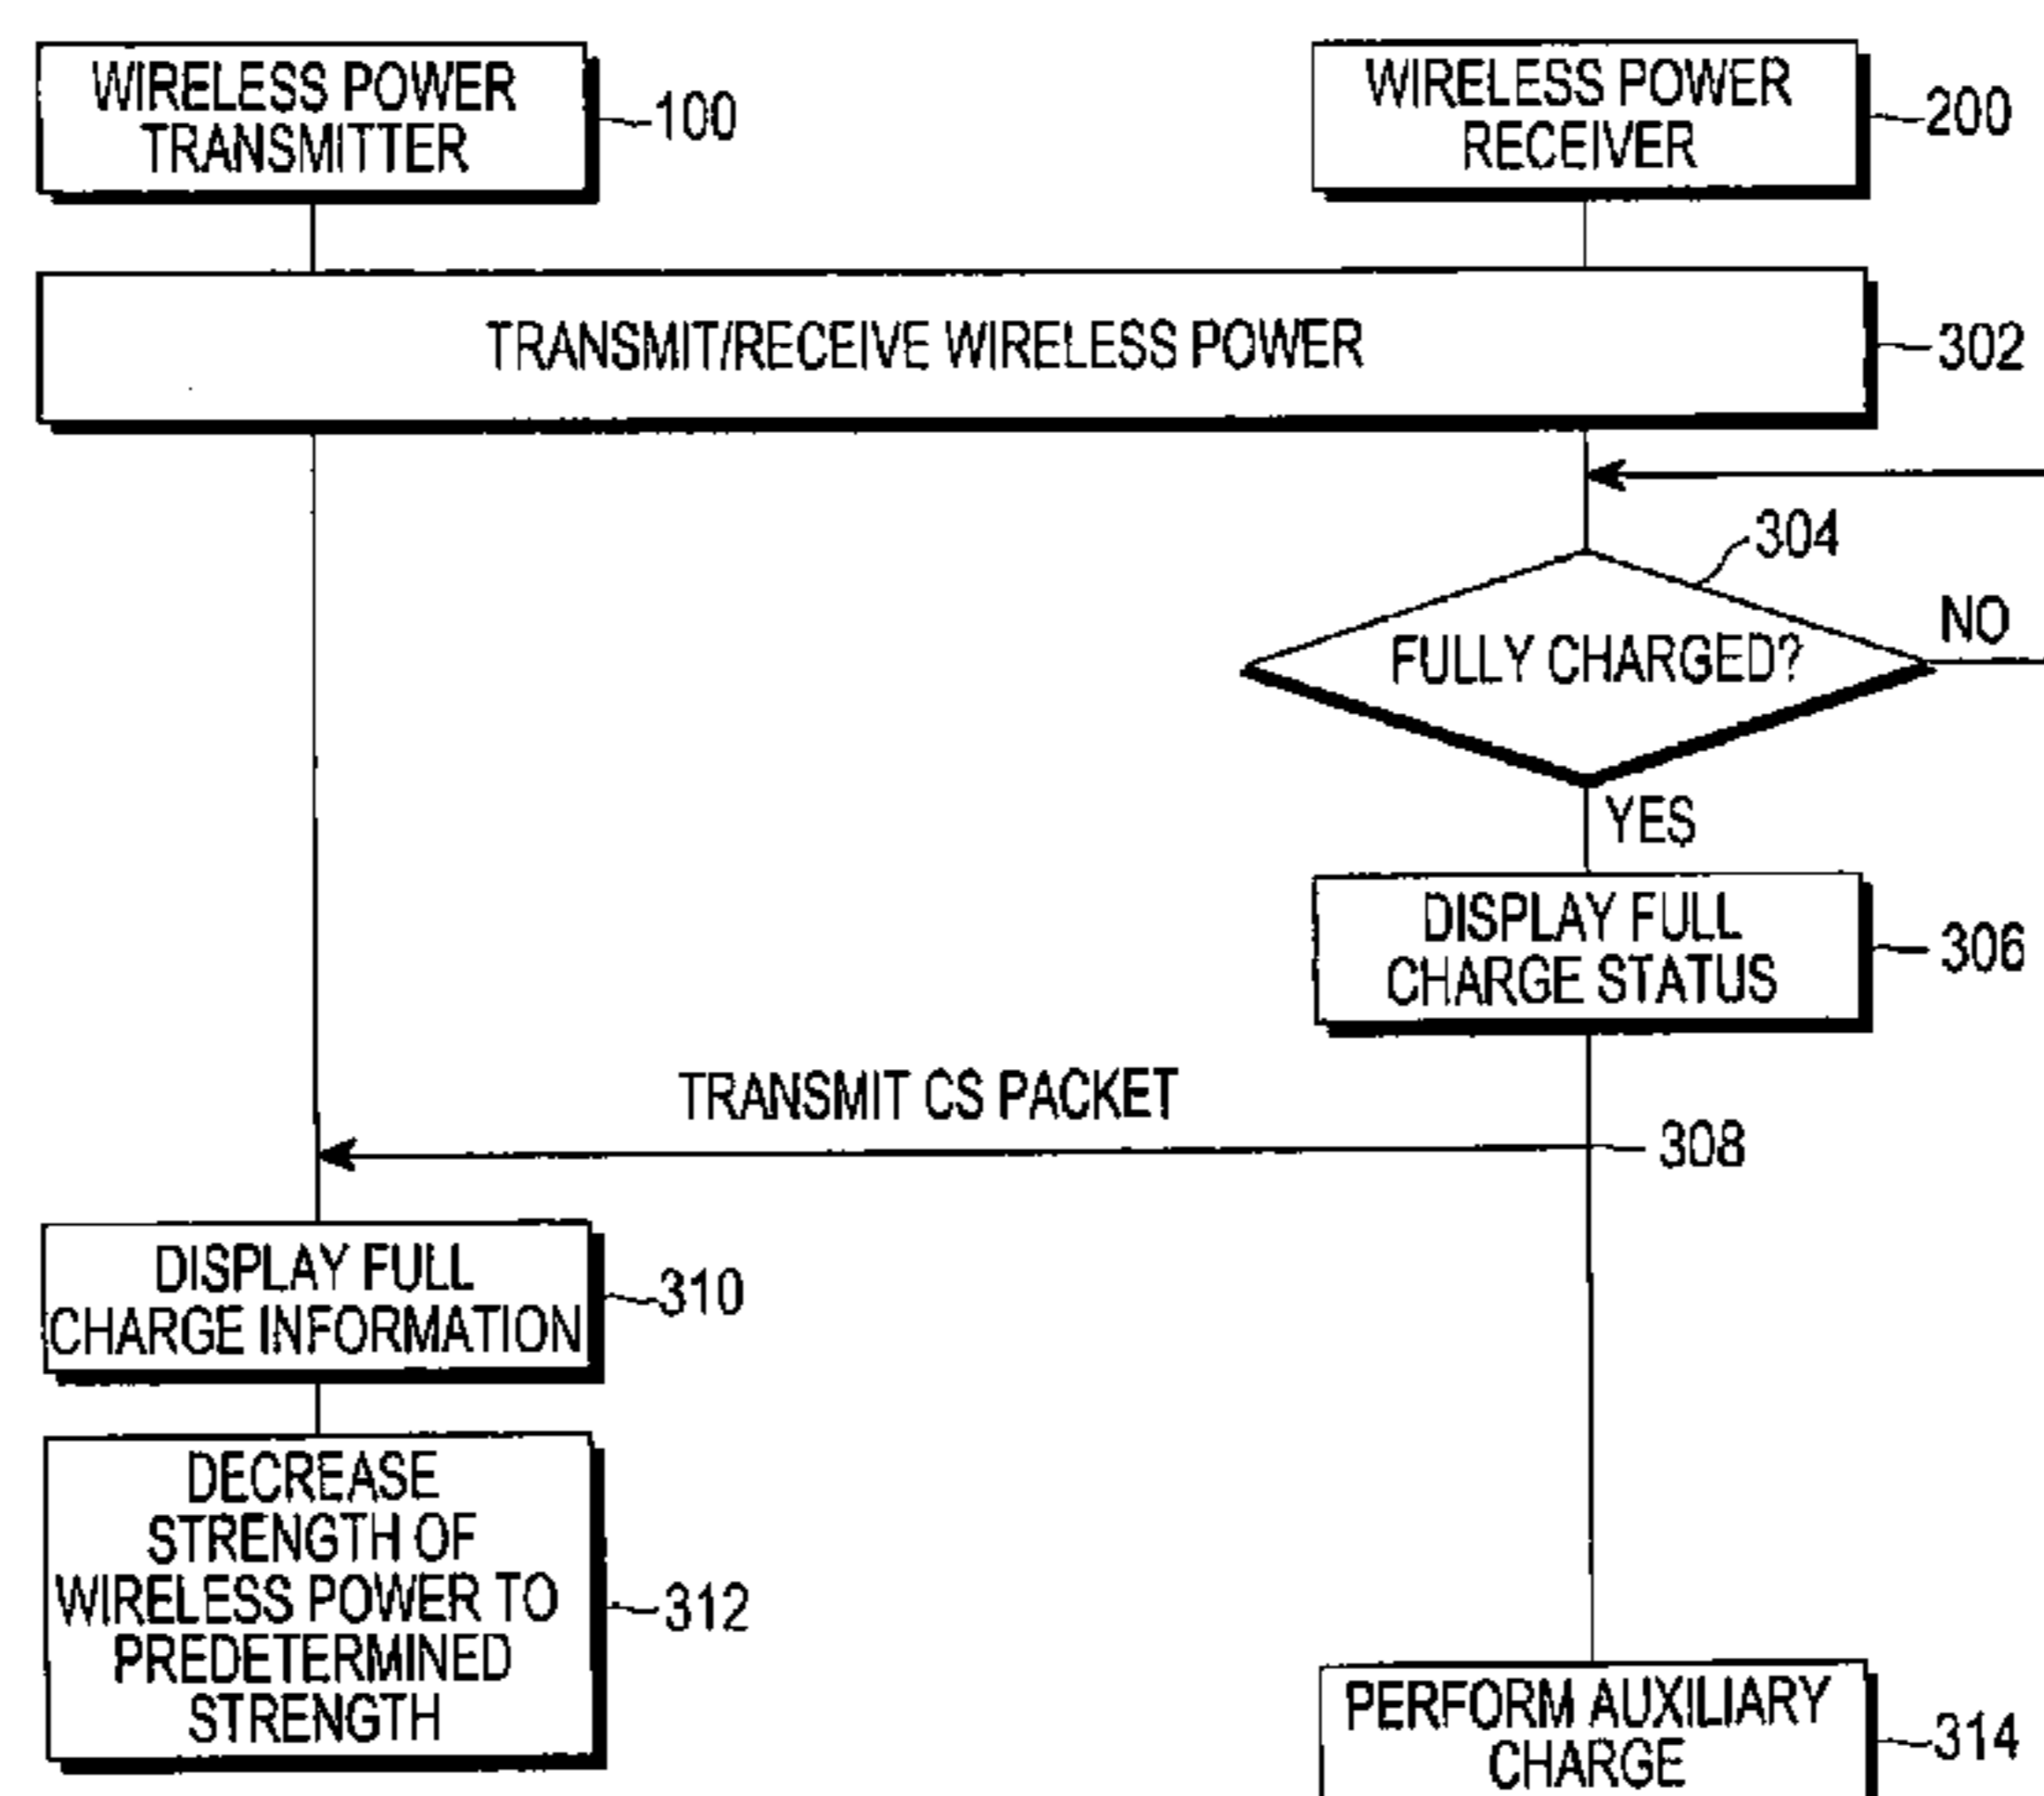 WIRELESS POWER
TRANSMITTER
100
WIRELESS POWER
RECEIVER
200
TRANSMIT/RECEIVE WIRELESS POWER
302
304
FULLY CHARGED?
NO
YES
DISPLAY FULL
CHARGE STATUS
306
TRANSMIT CS PACKET
308
DISPLAY FULL
CHARGE INFORMATION
310
DECREASE
STRENGTH OF
WIRELESS POWER TO
PREDETERMINED
STRENGTH
312
PERFORM AUXILIARY
CHARGE
314